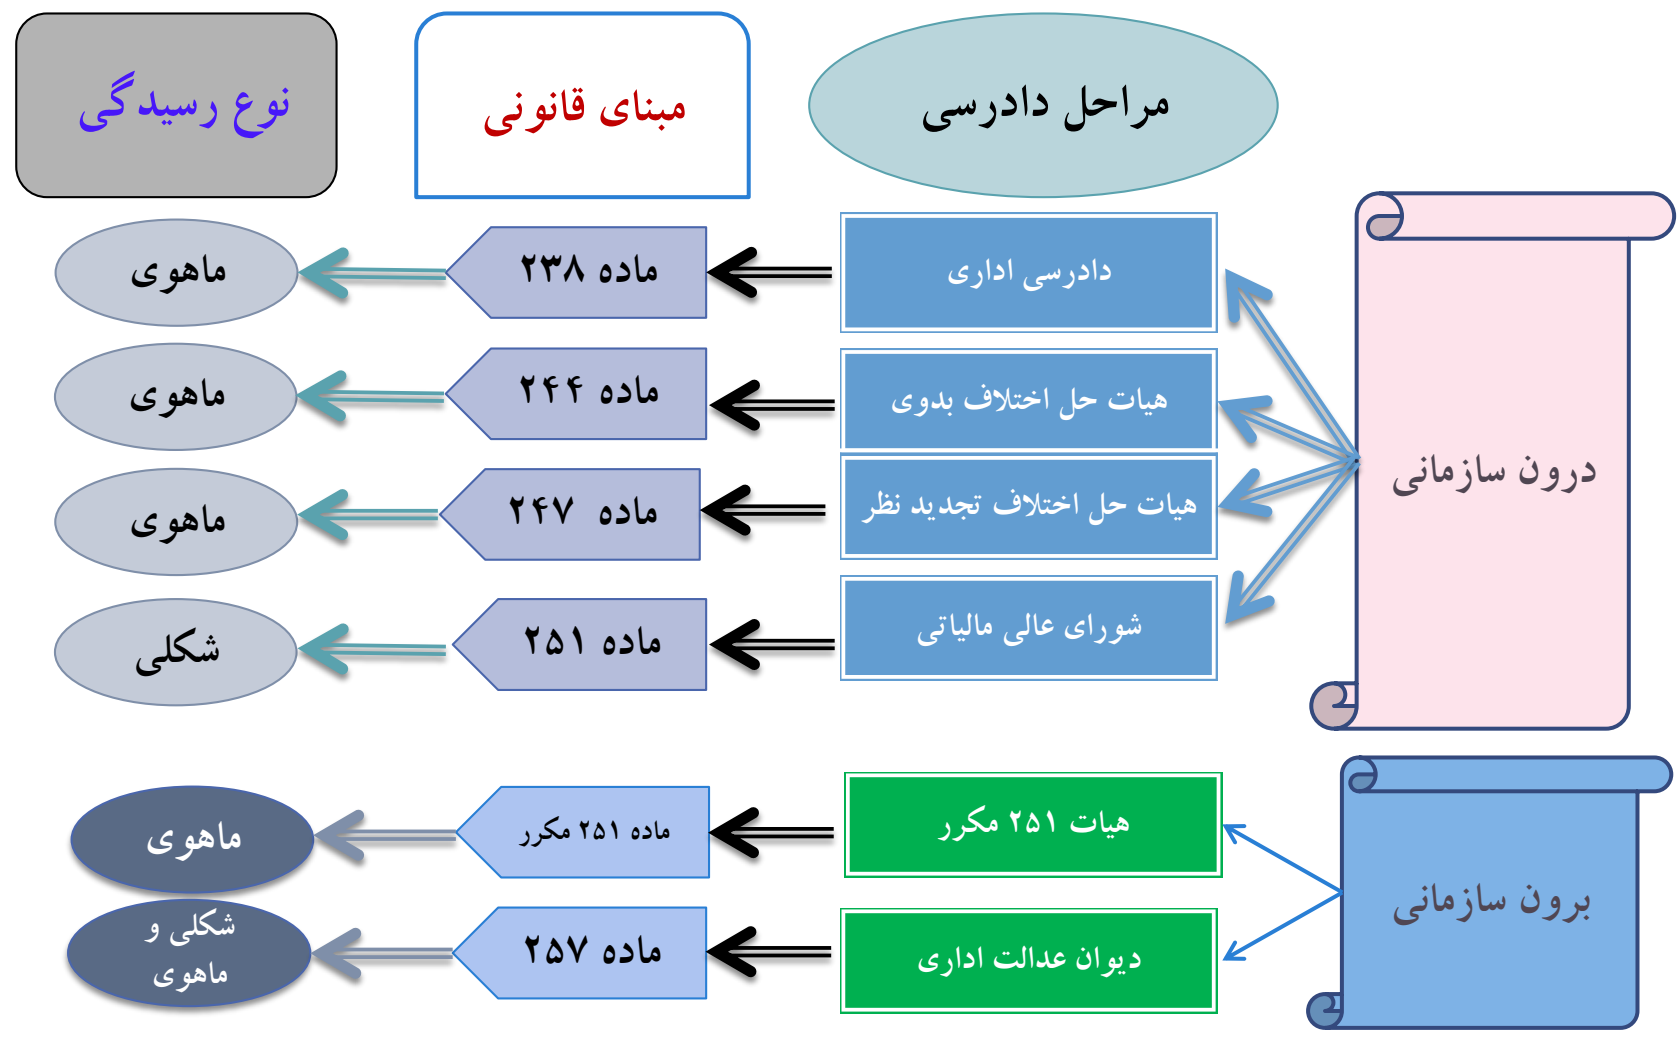 مراحل دادرسی
مبنای قانونی
نوع رسیدگی
درون سازمانی
دادرسی اداری
ماده ۲۳۸
ماهوی
هیات حل اختلاف بدوی
ماده ۲۴۴
ماهوی
هیات حل اختلاف تجدید نظر
ماده ۲۴۷
ماهوی
شورای عالی مالیاتی
ماده ۲۵۱
شکلی
برون سازمانی
هیات ۲۵۱ مکرر
ماده ۲۵۱ مکرر
ماهوی
دیوان عدالت اداری
ماده ۲۵۷
شکلی و
ماهوی